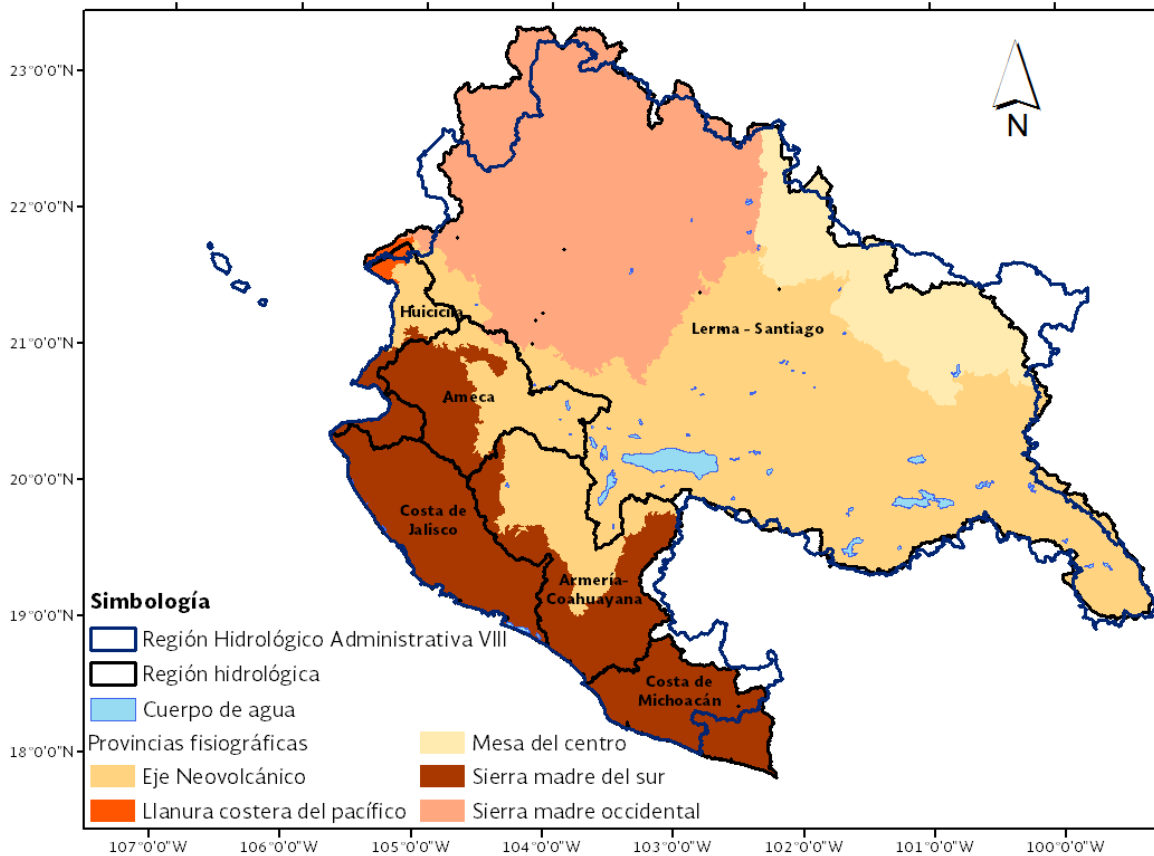 23°0'0"N
22°0'0"N
21°0'0"N
20°0'0"N
19°0'0"N
18°0'0"N
N
Huicicila
Lerma - Santiago
Ameca
Costa de
Jalisco
Armería-
Coahuayana
Costa de
Michoacán
Simbología
Región Hidrológico Administrativa VIII
Región hidrológica
Cuerpo de agua
Provincias fisiográficas
Eje Neovolcánico
Llanura costera del pacífico
Mesa del centro
Sierra madre del sur
Sierra madre occidental
107°0'0"W 106°0'0"W 105°0'0"W 104°0'0"W 103°0'0"W 102°0'0"W 101°0'0"W 100°0'0"W